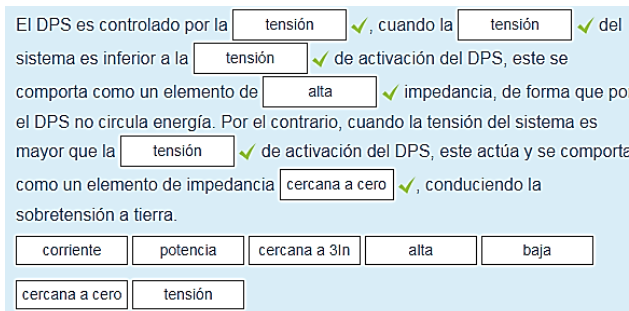 El DPS es controlado por la tensión , cuando la tensión del
sistema es inferior a la tensión de activación del DPS, este se
comporta como un elemento de alta impedancia, de forma que po
el DPS no circula energía. Por el contrario, cuando la tensión del sistema es
mayor que la tensión de activación del DPS, este actúa y se comporta
como un elemento de impedancia cercana a cero , conduciendo la
sobretensión a tierra.
corriente potencia cercana a 3In alta baja
cercana a cero tensión